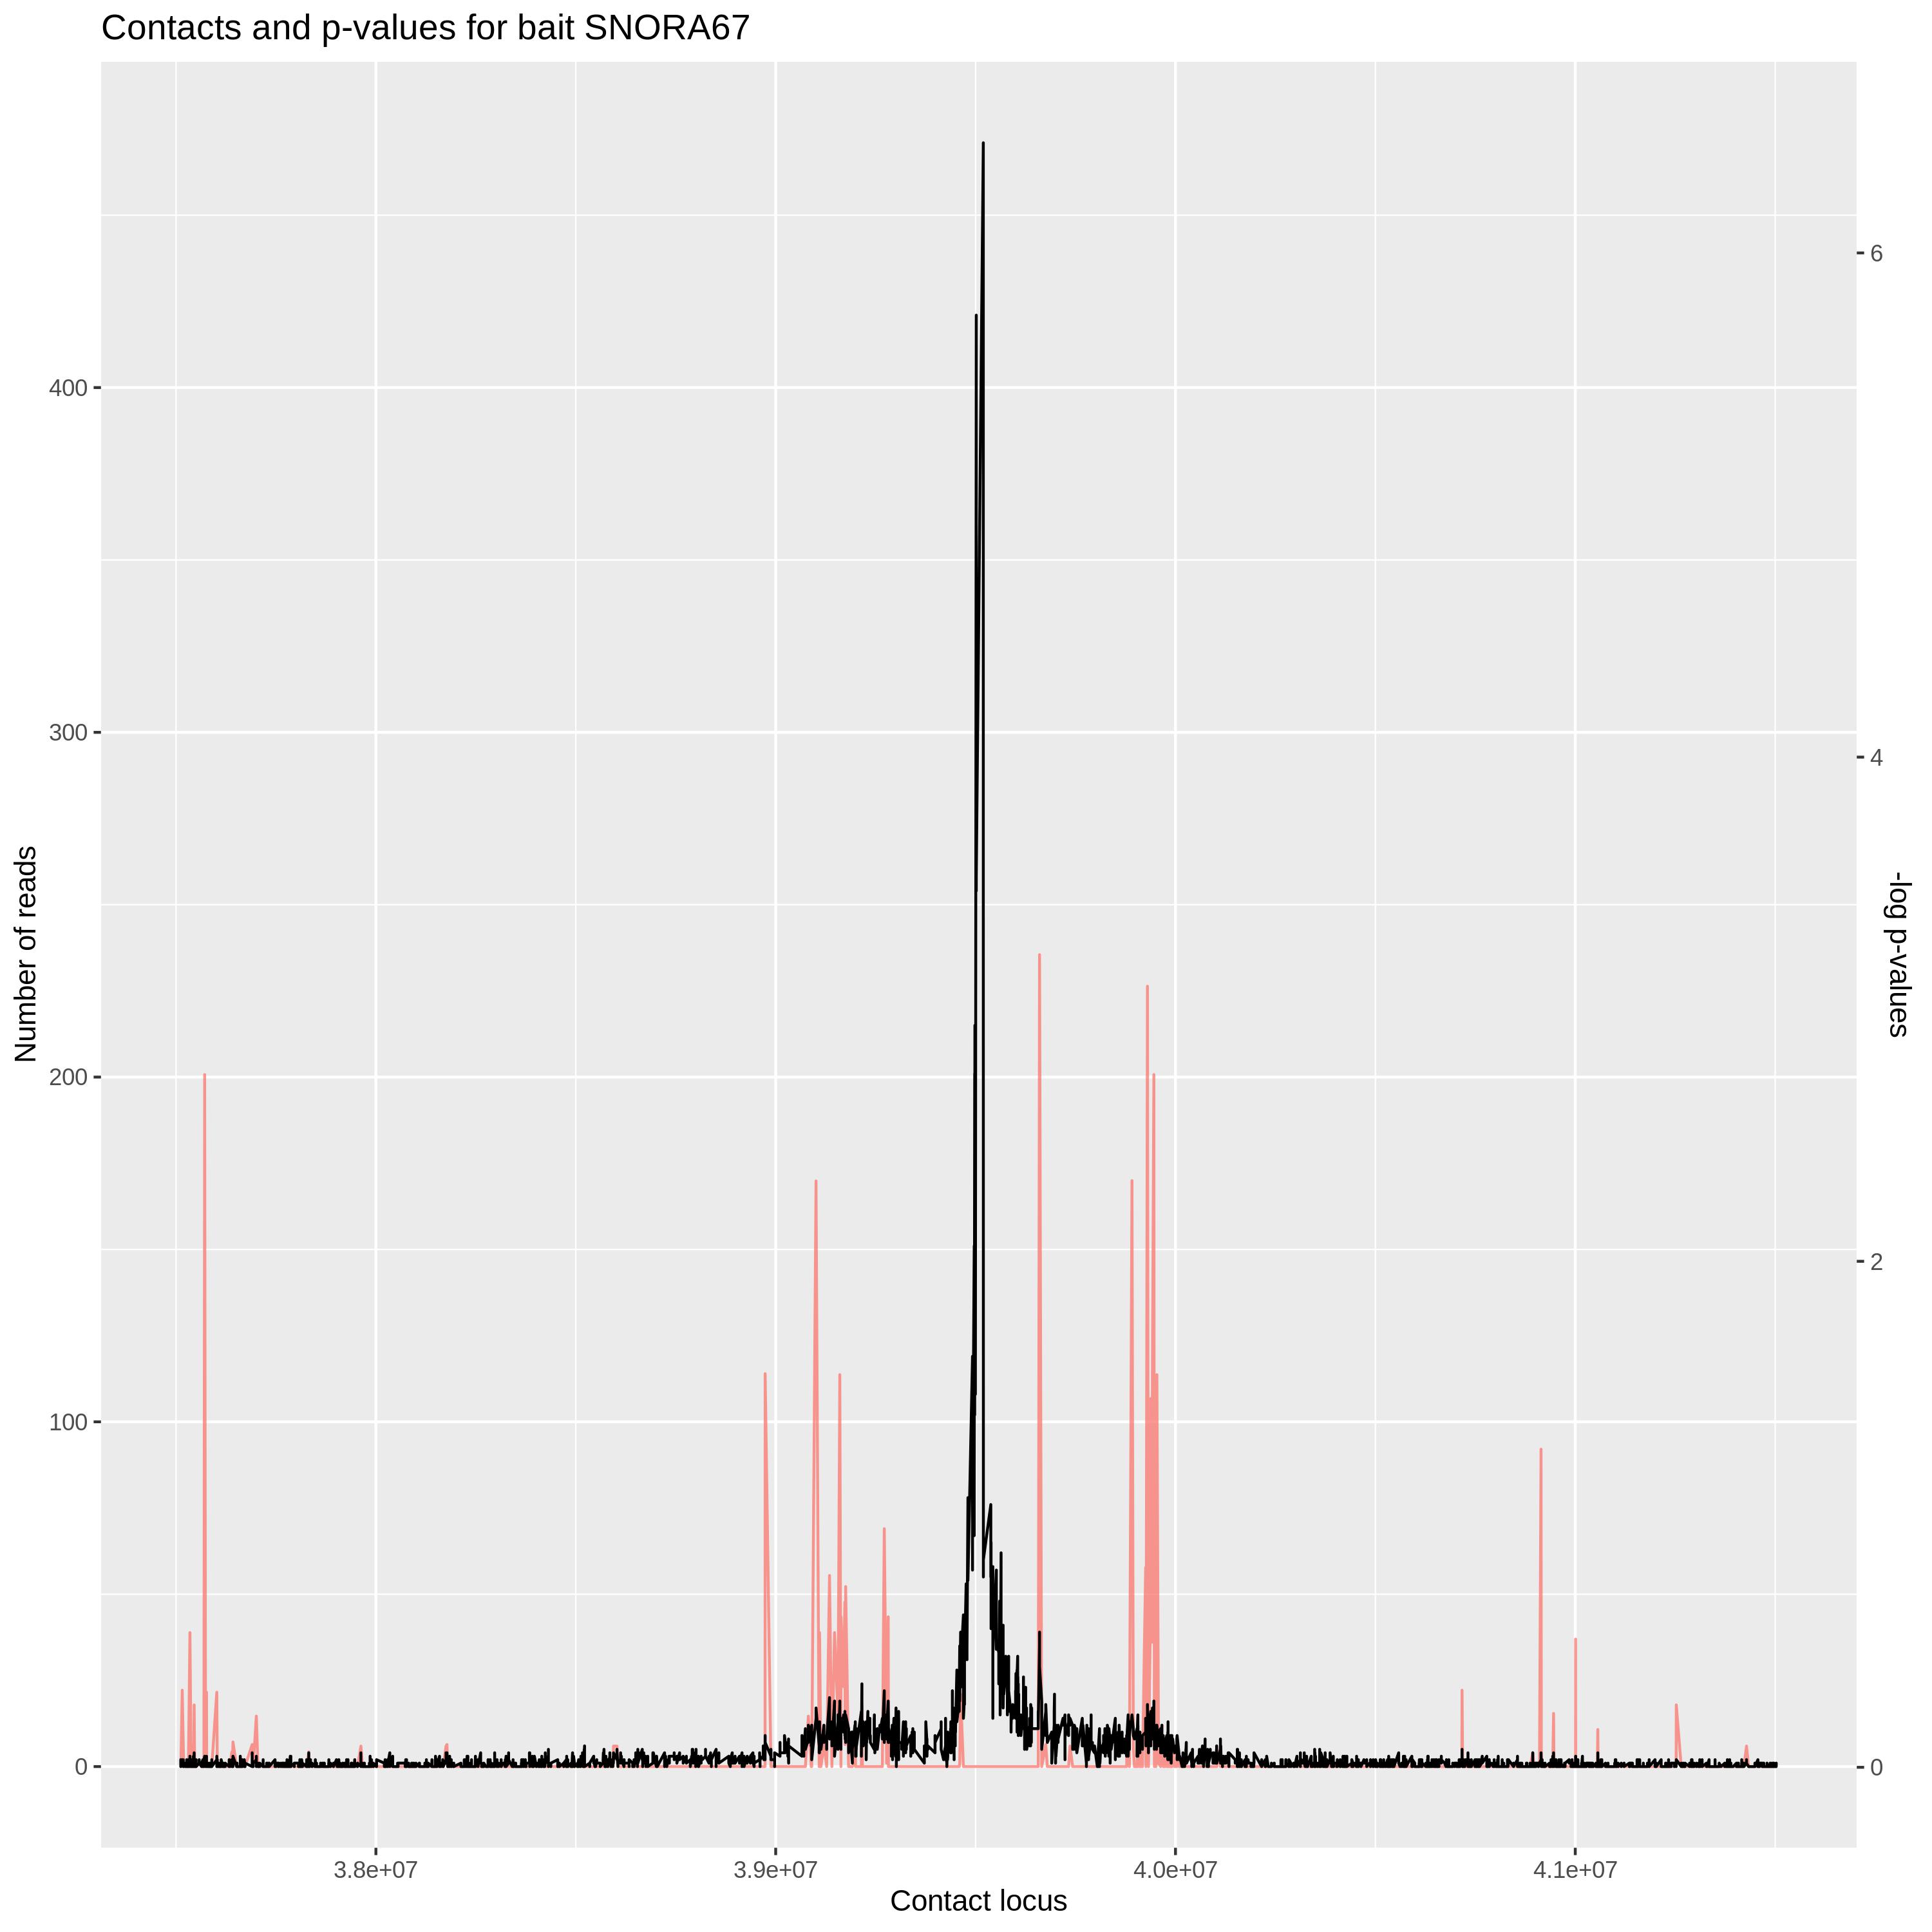 Contacts and p-values for bait SNORA67
Number of reads
400
300
200
100
0
6
4
2
0
-log p-values
3.8e+07
3.9e+07
4.0e+07
4.1e+07
Contact locus